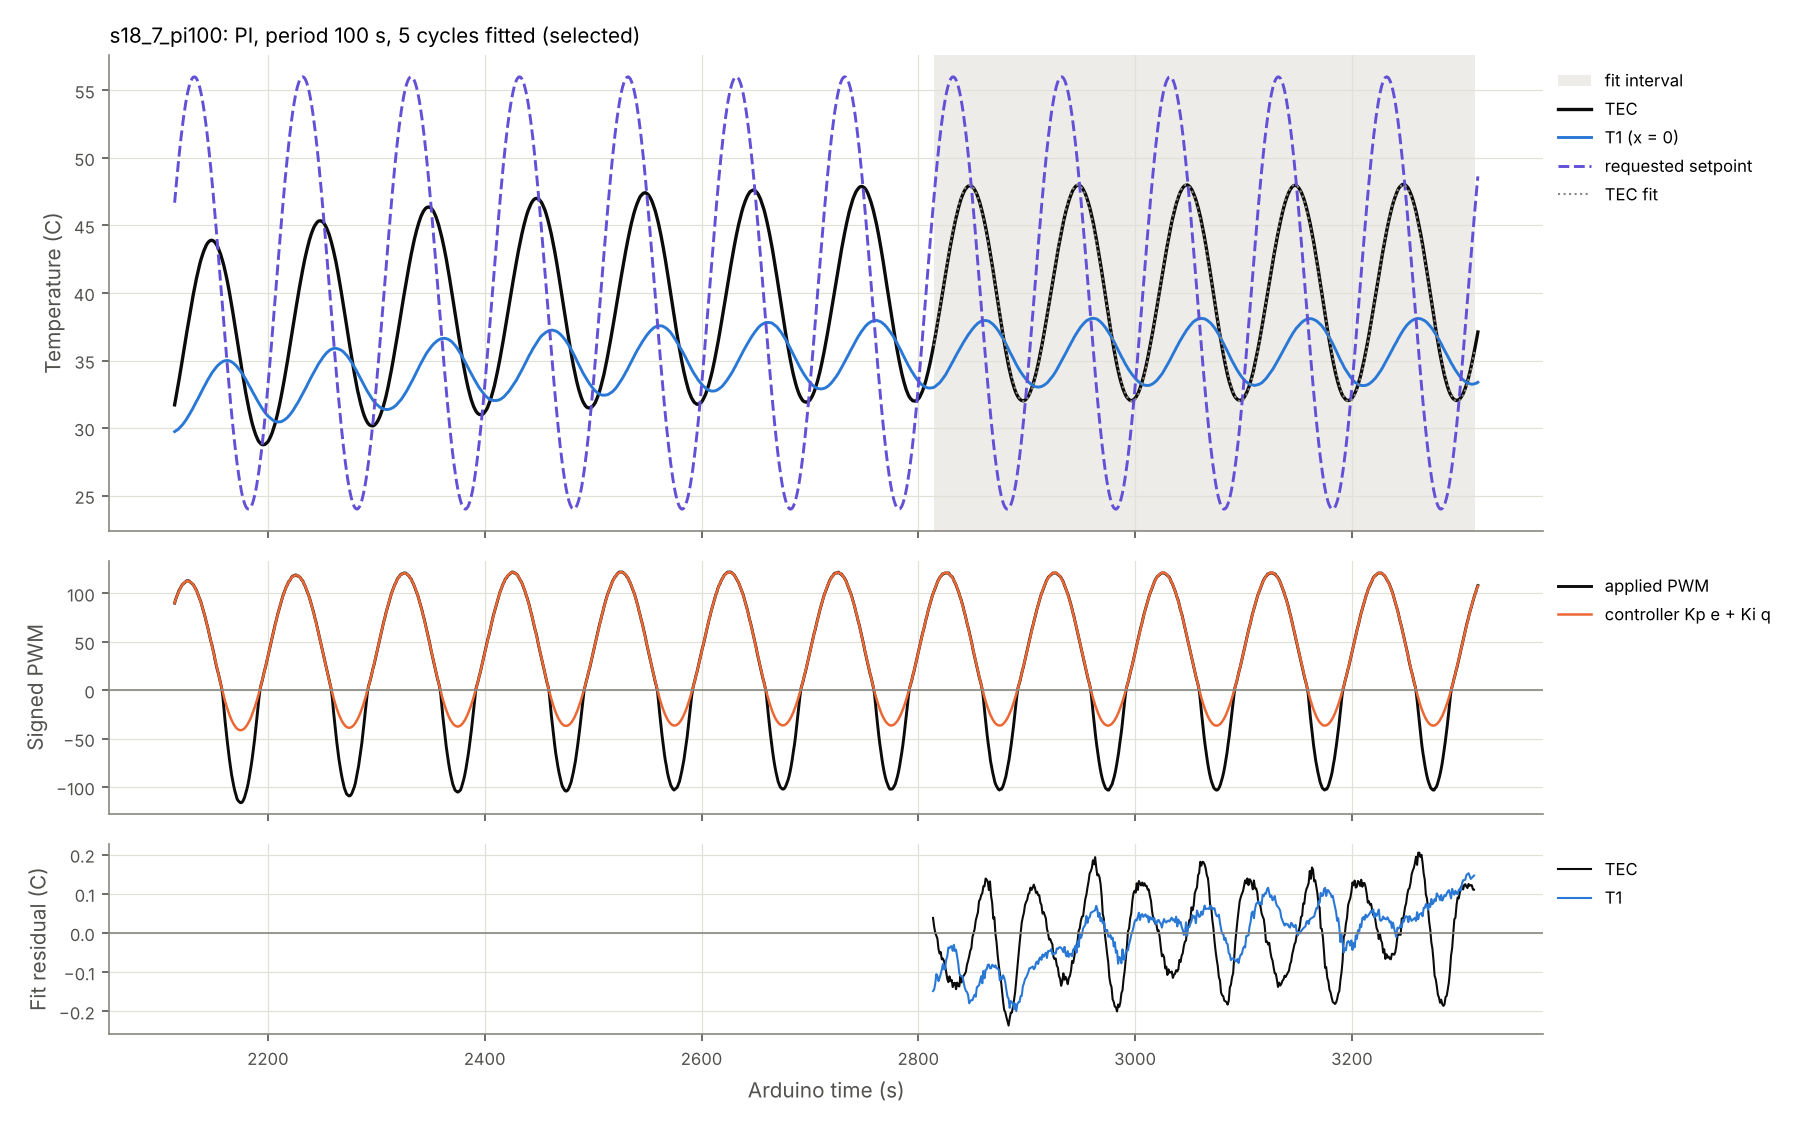 s18_7_pi100: PI, period 100 s, 5 cycles fitted (selected)
Temperature (C)
55
50
45
40
35
30
25
fit interval
TEC
T1 (x = 0)
requested setpoint
TEC fit
Signed PWM
100
50
0
−50
−100
applied PWM
controller Kp e + Ki q
Fit residual (C)
0.2
0.1
0.0
−0.1
−0.2
TEC
T1
2200 2400 2600 2800 3000 3200
Arduino time (s)